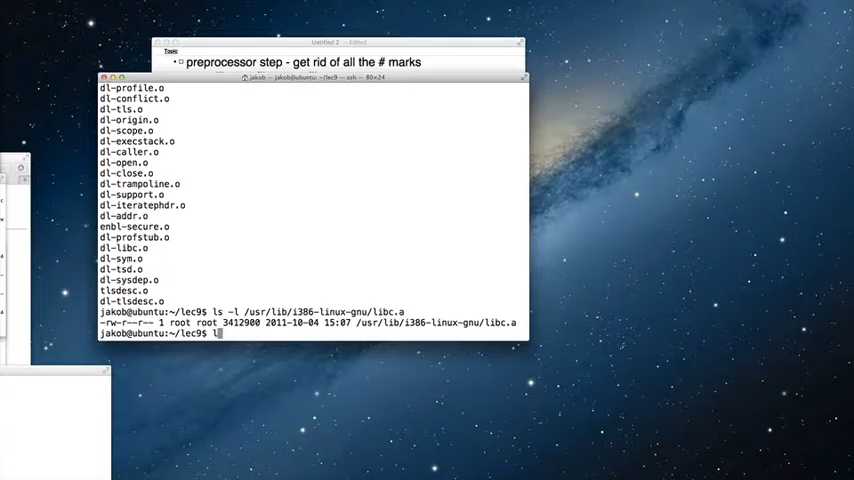 Untitled 2 — Edited
Topic
preprocessor step - get rid of all the # marks
jakob — jakob@ubuntu: ~/lec9 — ssh — 80×24
dl-profile.o
dl-conflict.o
dl-tls.o
dl-origin.o
dl-scope.o
dl-execstack.o
dl-caller.o
dl-open.o
dl-close.o
dl-trampoline.o
dl-support.o
dl-iteratephdr.o
dl-addr.o
enbl-secure.o
dl-profstub.o
dl-libc.o
dl-sym.o
dl-tsd.o
dl-sysdep.o
tlsdesc.o
dl-tlsdesc.o
jakob@ubuntu:~/lec9$ ls -l /usr/lib/i386-linux-gnu/libc.a
-rw-r--r-- 1 root root 3412900 2011-10-04 15:07 /usr/lib/i386-linux-gnu/libc.a
jakob@ubuntu:~/lec9$ l